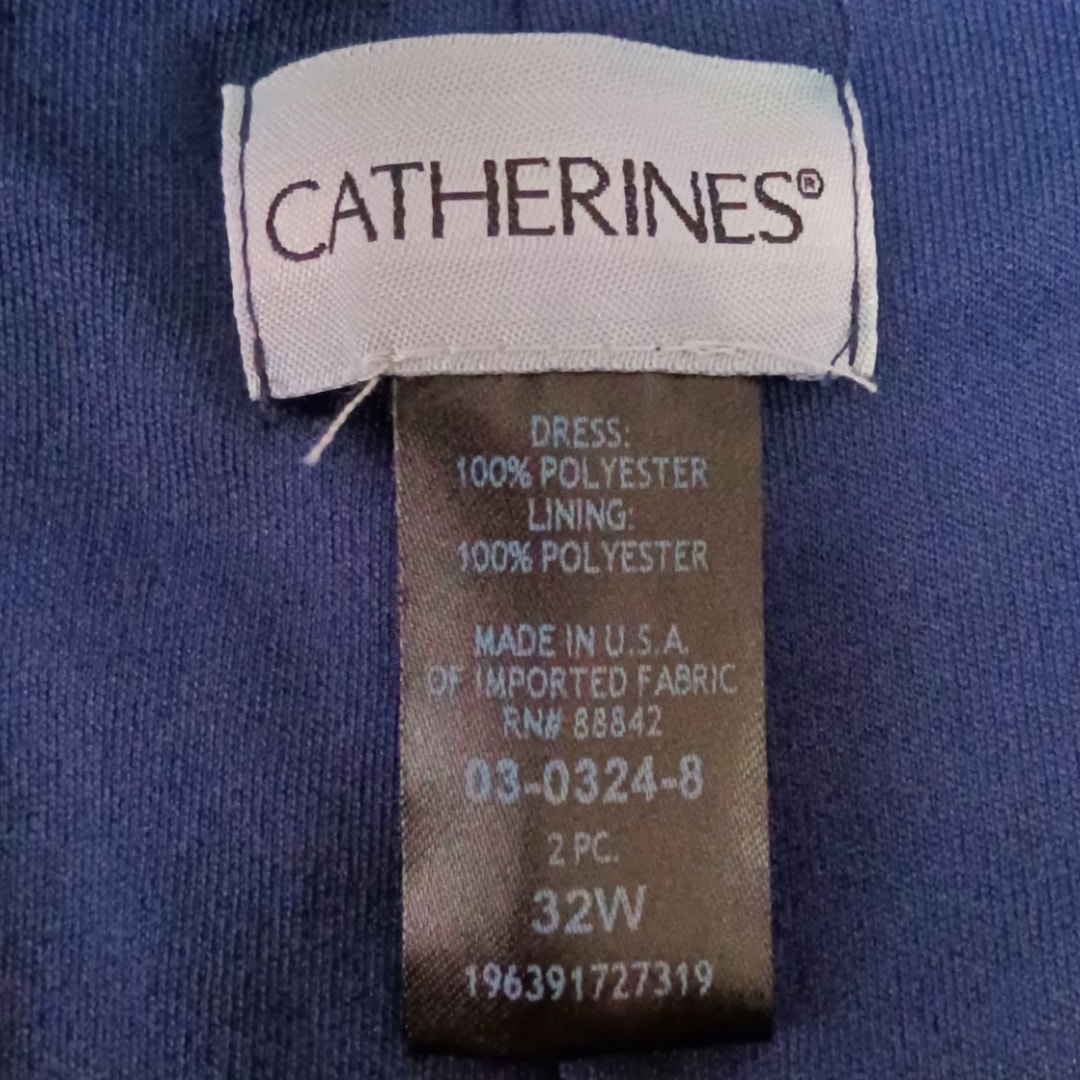 CATHERINES®
DRESS:
100% POLYESTER
LINING:
100% POLYESTER
MADE IN U.S.A.
OF IMPORTED FABRIC
RN# 88842
03-0324-8
2 PC.
32W
196391727319